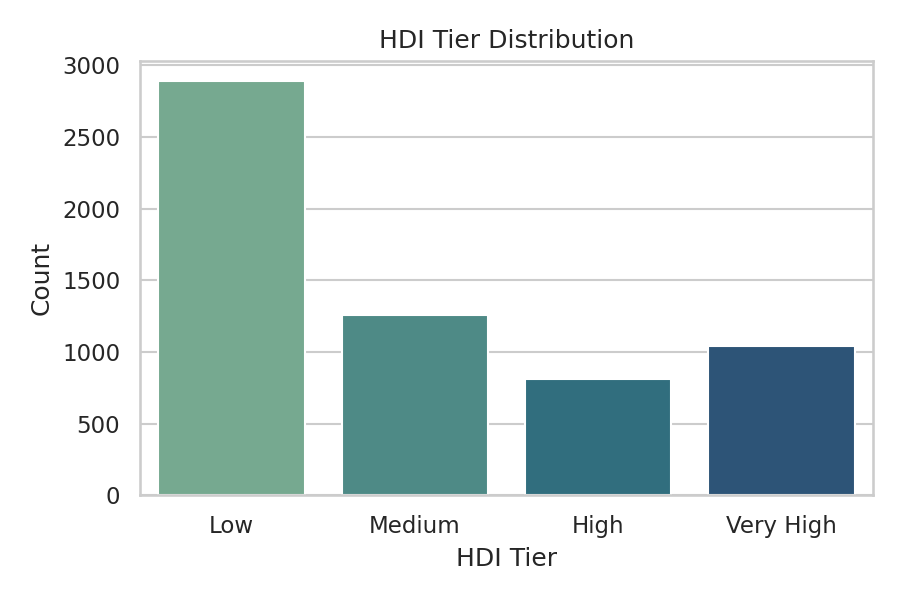 HDI Tier Distribution
Count
3000
2500
2000
1500
1000
500
0
Low Medium High Very High
HDI Tier